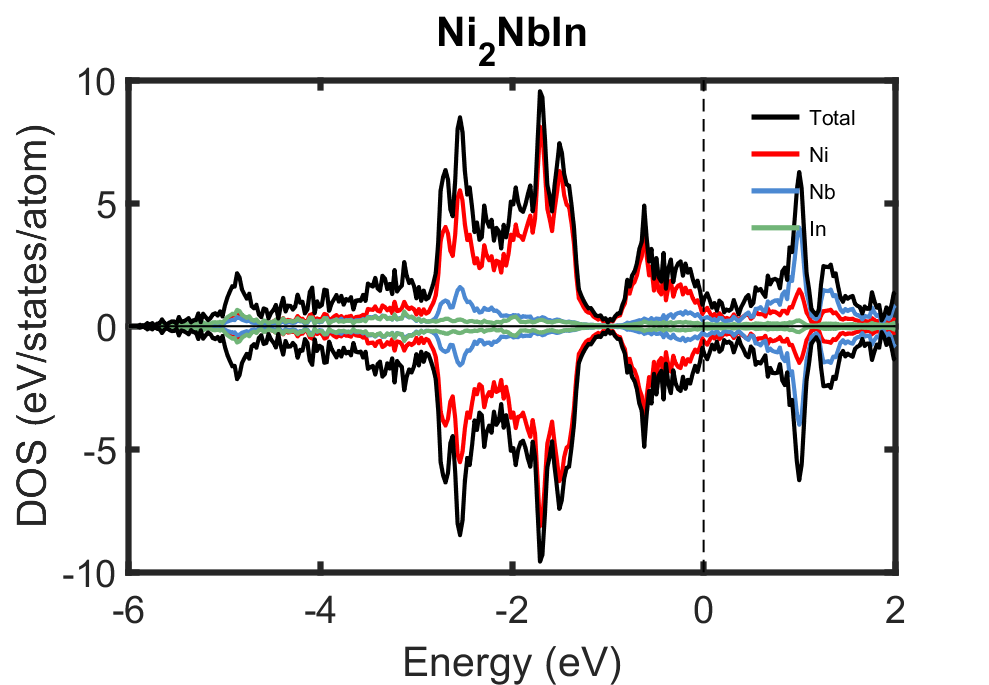 Ni2NbIn
DOS (eV/states/atom)
10
5
0
-5
-10
Total
Ni
Nb
In
-6
-4
-2
0
2
Energy (eV)